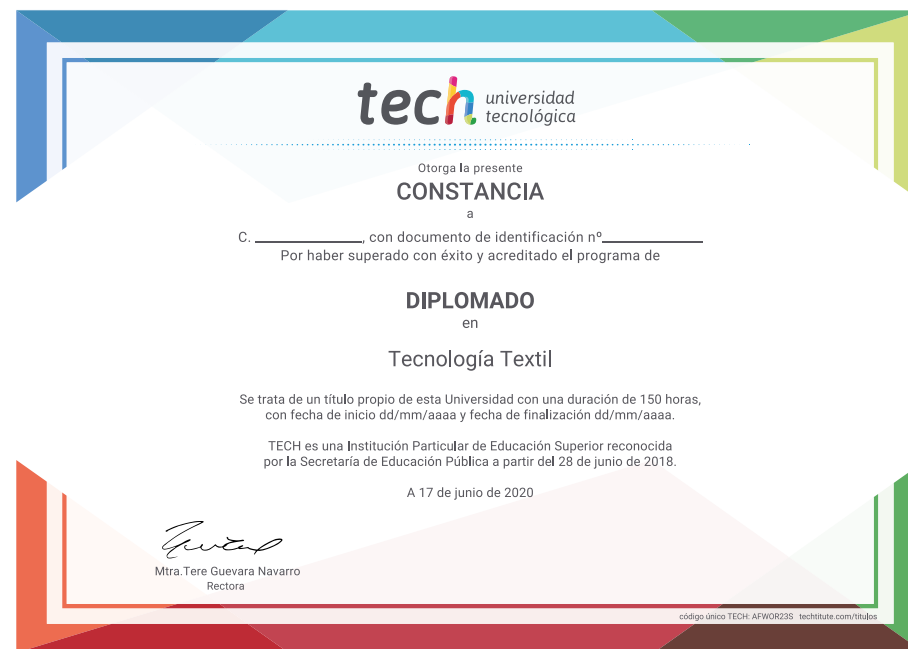 tech universidad
tecnológica
Otorga la presente
CONSTANCIA
a
C. ____________, con documento de identificación nº____________
Por haber superado con éxito y acreditado el programa de
DIPLOMADO
en
Tecnología Textil
Se trata de un título propio de esta Universidad con una duración de 150 horas,
con fecha de inicio dd/mm/aaaa y fecha de finalización dd/mm/aaaa.
TECH es una Institución Particular de Educación Superior reconocida
por la Secretaría de Educación Pública a partir del 28 de junio de 2018.
A 17 de junio de 2020
Mtra.Tere Guevara Navarro
Rectora
código único TECH: AFWOR23S techtitute.com/titulos